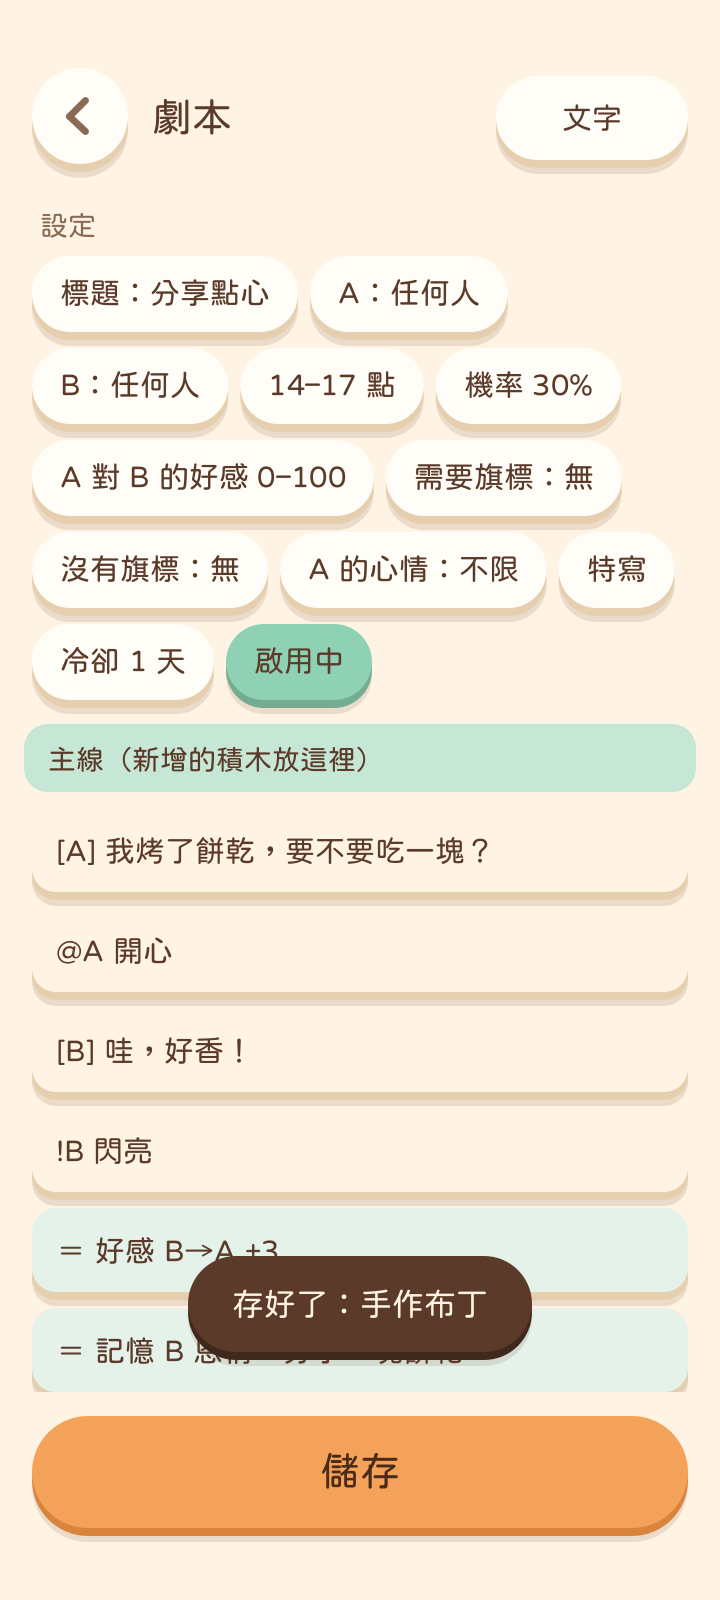 劇本
文字
設定
標題：分享點心
A：任何人
B：任何人
14–17 點
機率 30%
A 對 B 的好感 0–100
需要旗標：無
沒有旗標：無
A 的心情：不限
特寫
冷卻 1 天
啟用中
主線（新增的積木放這裡）
[A] 我烤了餅乾，要不要吃一塊？
@A 開心
[B] 哇，好香！
!B 閃亮
＝ 好感 B→A +3
存好了：手作布丁
＝ 記憶 B
儲存